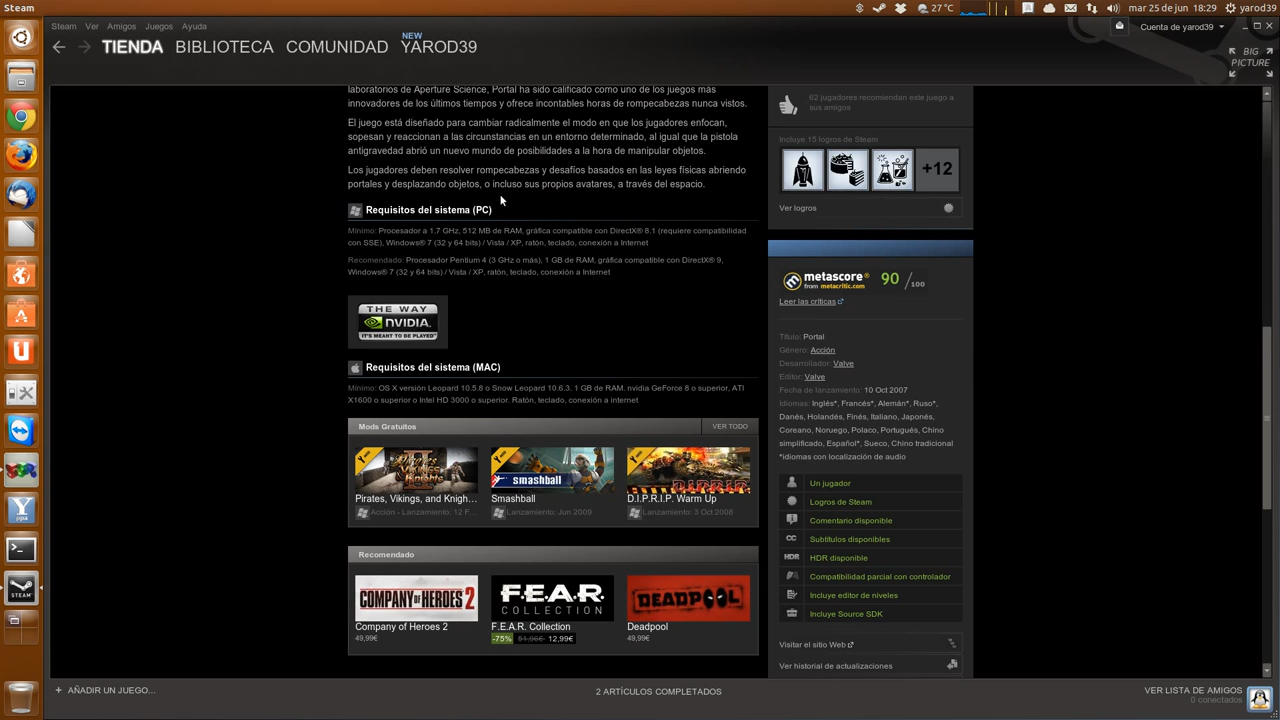 Steam
27 °C
mar 25 de jun 18:29
yarod39
Steam Ver Amigos Juegos Ayuda
Cuenta de yarod39
TIENDA BIBLIOTECA COMUNIDAD YAROD39
NEW
BIG
PICTURE
laboratorios de Aperture Science, Portal ha sido calificado como uno de los juegos más
innovadores de los últimos tiempos y ofrece incontables horas de rompecabezas nunca vistos.
El juego está diseñado para cambiar radicalmente el modo en que los jugadores enfocan,
sopesan y reaccionan a las circunstancias en un entorno determinado, al igual que la pistola
antigravedad abrió un nuevo mundo de posibilidades a la hora de manipular objetos.
Los jugadores deben resolver rompecabezas y desafíos basados en las leyes físicas abriendo
portales y desplazando objetos, o incluso sus propios avatares, a través del espacio.
Requisitos del sistema (PC)
Mínimo: Procesador a 1,7 GHz, 512 MB de RAM, gráfica compatible con DirectX® 8.1 (requiere compatibilidad
con SSE), Windows® 7 (32 y 64 bits) / Vista / XP, ratón, teclado, conexión a Internet
Recomendado: Procesador Pentium 4 (3 GHz o más), 1 GB de RAM, gráfica compatible con DirectX® 9,
Windows® 7 (32 y 64 bits) / Vista / XP, ratón, teclado, conexión a Internet
THE WAY
NVIDIA.
IT'S MEANT TO BE PLAYED
Requisitos del sistema (MAC)
Mínimo: OS X versión Leopard 10.5.8 o Snow Leopard 10.6.3. 1 GB de RAM. nvidia GeForce 8 o superior, ATI
X1600 o superior o Intel HD 3000 o superior. Ratón, teclado, conexión a internet
Mods Gratuitos
VER TODO
smashball
D.I.P.R.I.P.
Pirates, Vikings, and Knigh...
Smashball
D.I.P.R.I.P. Warm Up
Acción - Lanzamiento: 12 F...
Lanzamiento: Jun 2009
Lanzamiento: 3 Oct 2008
Recomendado
COMPANY OF HEROES 2
F.E.A.R.
COLLECTION
DEADPOOL
Company of Heroes 2
F.E.A.R. Collection
Deadpool
49,99€
-75% 51,96€ 12,99€
49,99€
62 jugadores recomiendan este juego a
sus amigos
Incluye 15 logros de Steam
+12
Ver logros
metascore®
from metacritic.com
90 /100
Leer las críticas
Título: Portal
Género: Acción
Desarrollador: Valve
Editor: Valve
Fecha de lanzamiento: 10 Oct 2007
Idiomas: Inglés*, Francés*, Alemán*, Ruso*,
Danés, Holandés, Finés, Italiano, Japonés,
Coreano, Noruego, Polaco, Portugués, Chino
simplificado, Español*, Sueco, Chino tradicional
*idiomas con localización de audio
Un jugador
Logros de Steam
Comentario disponible
CC Subtítulos disponibles
HDR HDR disponible
Compatibilidad parcial con controlador
Incluye editor de niveles
Incluye Source SDK
Visitar el sitio Web
Ver historial de actualizaciones
+ AÑADIR UN JUEGO...
2 ARTÍCULOS COMPLETADOS
VER LISTA DE AMIGOS
0 conectados
STEAM